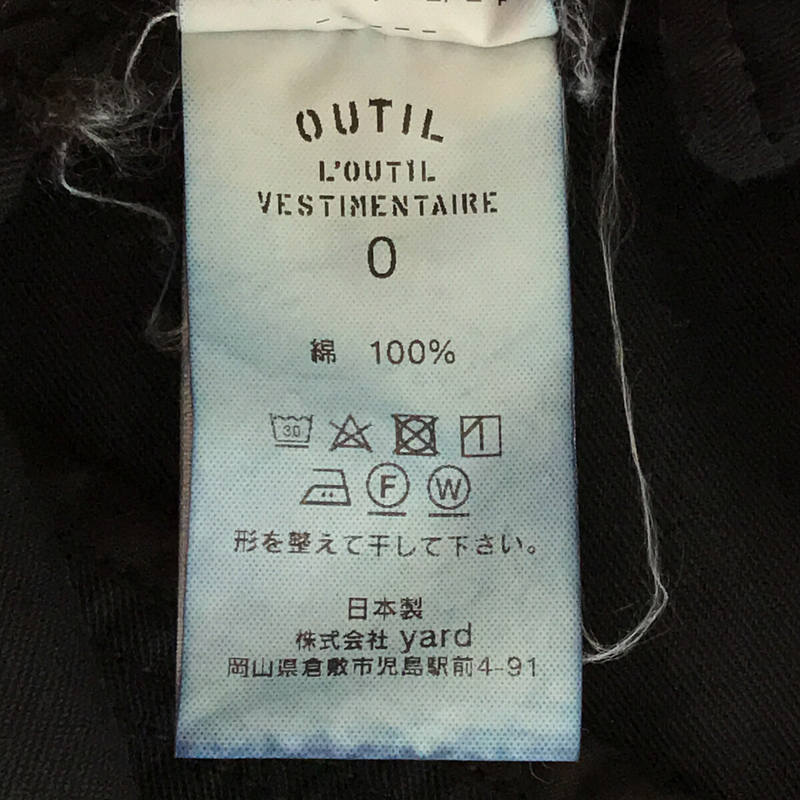 OUTIL
L'OUTIL
VESTIMENTAIRE
0
綿 100%
30
F W
形を整えて干して下さい。
日本製
株式会社 yard
岡山県倉敷市児島駅前4-91